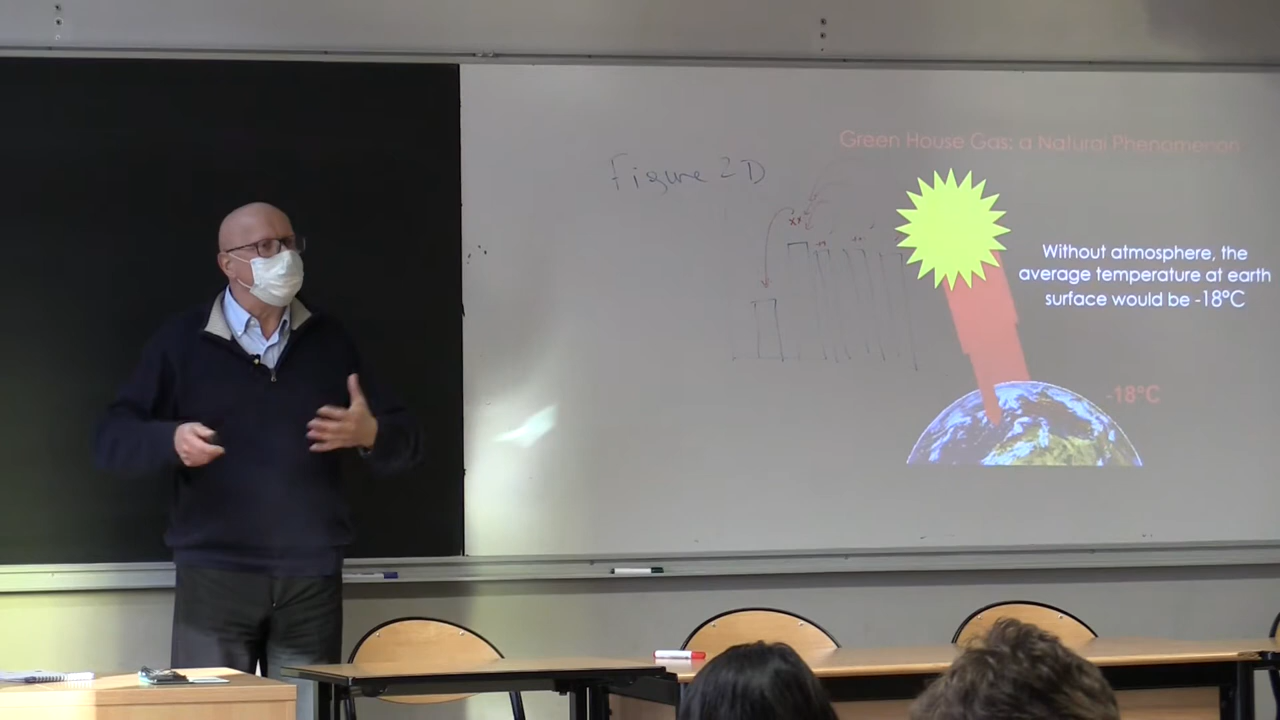 Green House Gas: a Natural Phenomenon
Figure 2D
Without atmosphere, the
average temperature at earth
surface would be -18°C
-18°C